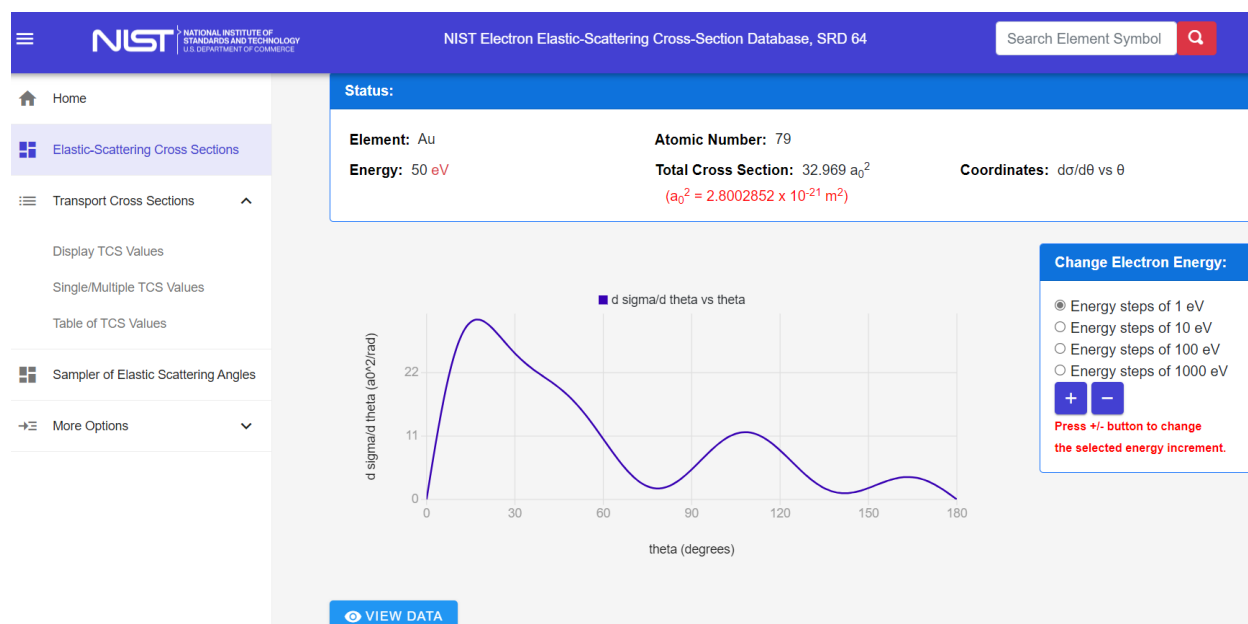 NIST NATIONAL INSTITUTE OF
STANDARDS AND TECHNOLOGY
U.S. DEPARTMENT OF COMMERCE
NIST Electron Elastic-Scattering Cross-Section Database, SRD 64
Search Element Symbol
Home
Elastic-Scattering Cross Sections
Transport Cross Sections
Display TCS Values
Single/Multiple TCS Values
Table of TCS Values
Sampler of Elastic Scattering Angles
More Options
Status:
Element: Au
Atomic Number: 79
Energy: 50 eV
Total Cross Section: 32.969 a₀²
Coordinates: dσ/dθ vs θ
(a₀² = 2.8002852 x 10⁻²¹ m²)
d sigma/d theta vs theta
d sigma/d theta (a0^2/rad)
22
11
0
0 30 60 90 120 150 180
theta (degrees)
Change Electron Energy:
Energy steps of 1 eV
Energy steps of 10 eV
Energy steps of 100 eV
Energy steps of 1000 eV
+ −
Press +/- button to change
the selected energy increment.
VIEW DATA